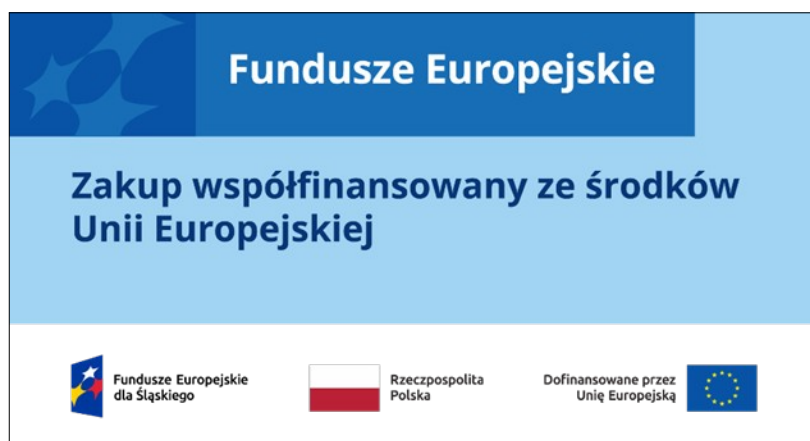 Fundusze Europejskie
Zakup współfinansowany ze środków
Unii Europejskiej
Fundusze Europejskie
dla Śląskiego
Rzeczpospolita
Polska
Dofinansowane przez
Unię Europejską